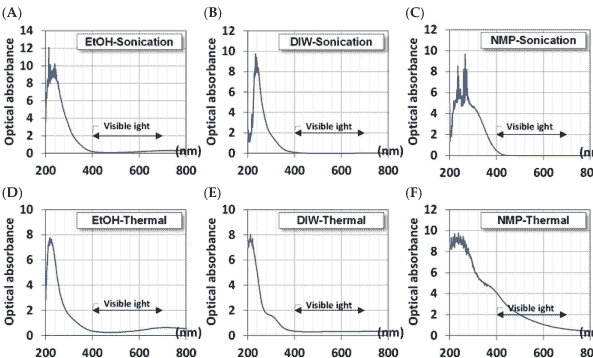 (A)
EtOH-Sonication
Optical absorbance
14
12
10
8
6
4
2
0
Visible ight
(nm)
200 400 600 800
(B)
DIW-Sonication
Optical absorbance
12
10
8
6
4
2
0
Visible ight
(nm)
200 400 600 800
(C)
NMP-Sonication
Optical absorbance
12
10
8
6
4
2
0
Visible ight
(nr
200 400 600 80
(D)
EtOH-Thermal
Optical absorbance
10
8
6
4
2
0
Visible ight
(nm)
200 400 600 800
(E)
DIW-Thermal
Optical absorbance
10
8
6
4
2
0
Visible ight
(nm)
200 400 600 800
(F)
NMP-Thermal
Optical absorbance
12
10
8
6
4
2
0
Visible ight
(nr
200 400 600 80